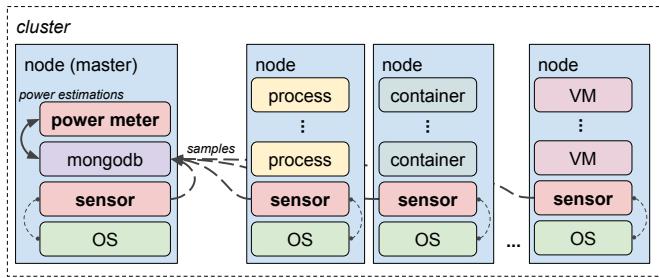 cluster
node (master)
power estimations
power meter
mongodb
sensor
OS
samples
node
process
⋮
process
sensor
OS
node
container
⋮
container
sensor
OS
...
node
VM
⋮
VM
sensor
OS